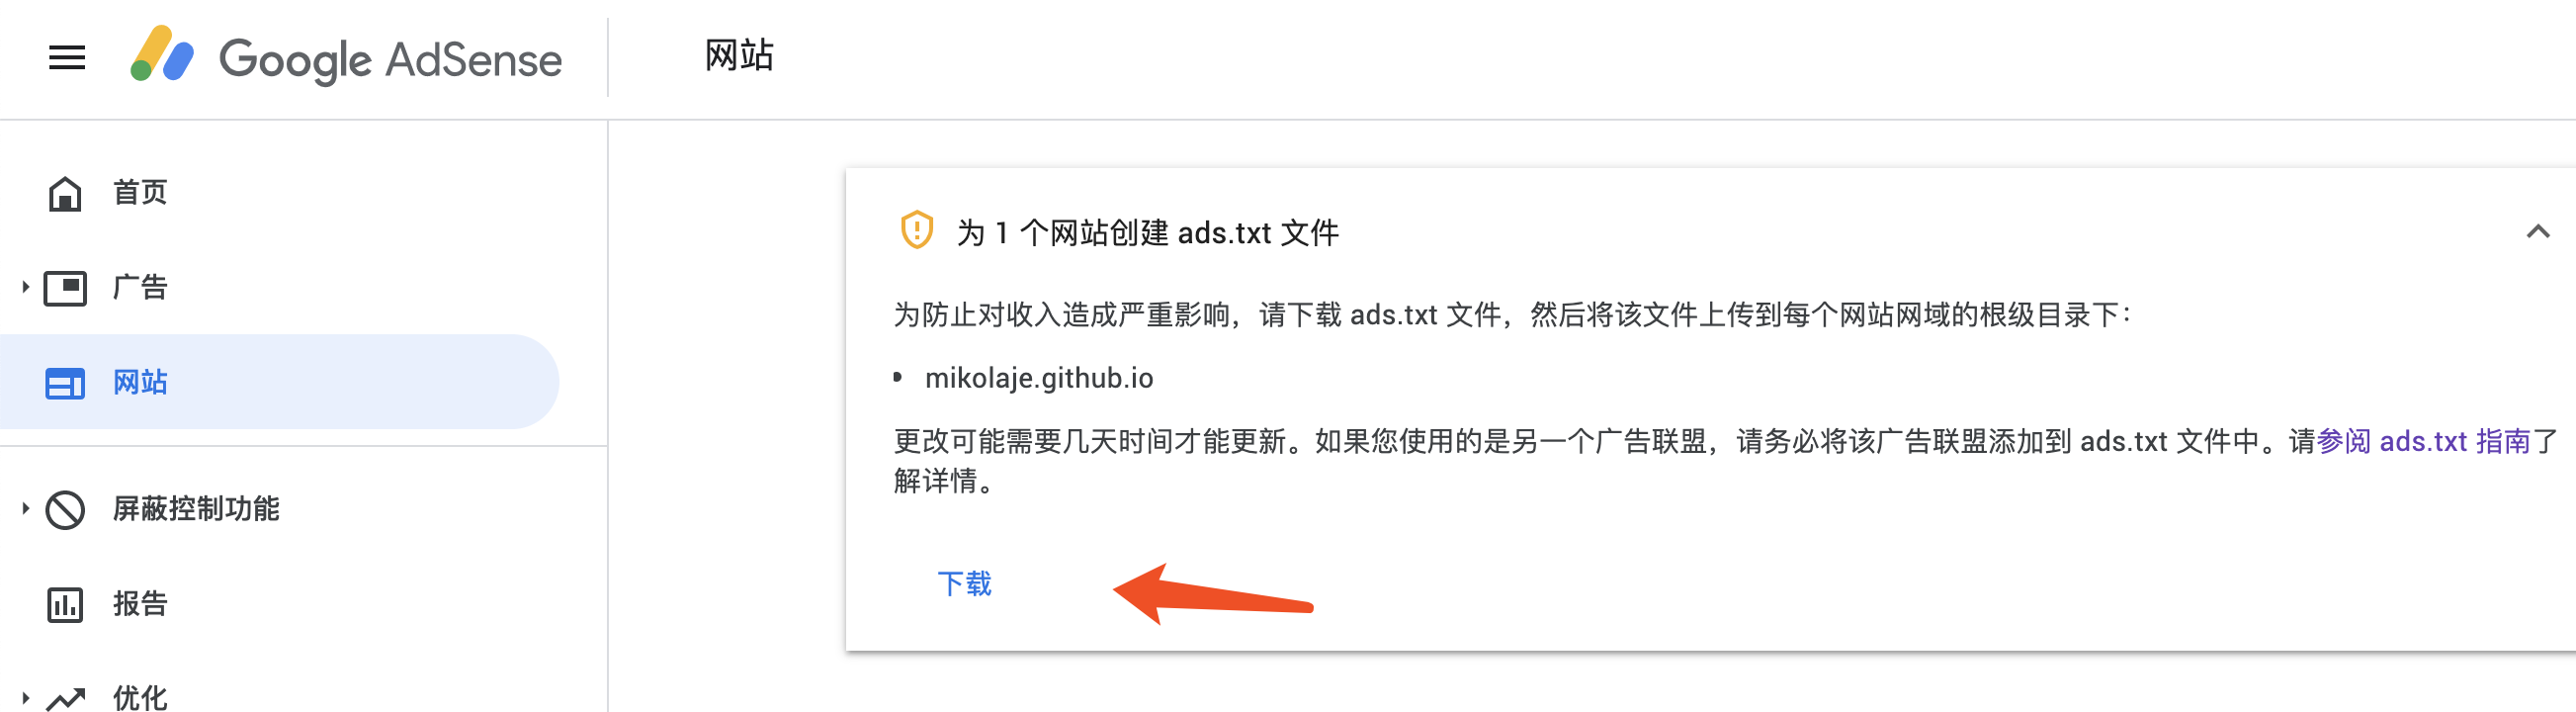 Google AdSense
网站
首页
广告
网站
屏蔽控制功能
报告
优化
为 1 个网站创建 ads.txt 文件
为防止对收入造成严重影响，请下载 ads.txt 文件，然后将该文件上传到每个网站网域的根级目录下：
• mikolaje.github.io
更改可能需要几天时间才能更新。如果您使用的是另一个广告联盟，请务必将该广告联盟添加到 ads.txt 文件中。请参阅 ads.txt 指南了
解详情。
下载